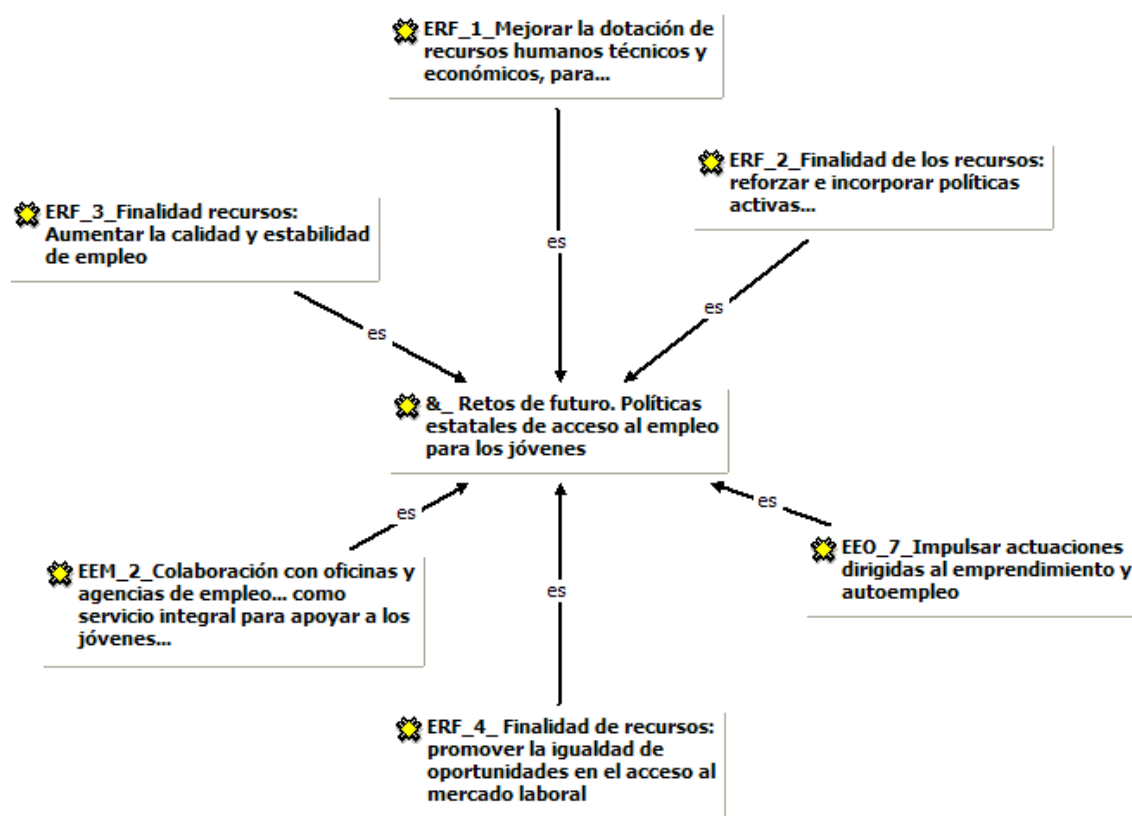 ERF_1_Mejorar la dotación de
recursos humanos técnicos y
económicos, para...
ERF_2_Finalidad de los recursos:
reforzar e incorporar políticas
activas...
ERF_3_Finalidad recursos:
Aumentar la calidad y estabilidad
de empleo
es
es
es
&_ Retos de futuro. Políticas
estatales de acceso al empleo
para los jóvenes
es
es
es
EEO_7_Impulsar actuaciones
dirigidas al emprendimiento y
autoempleo
EEM_2_Colaboración con oficinas y
agencias de empleo... como
servicio integral para apoyar a los
jóvenes...
ERF_4_ Finalidad de recursos:
promover la igualdad de
oportunidades en el acceso al
mercado laboral